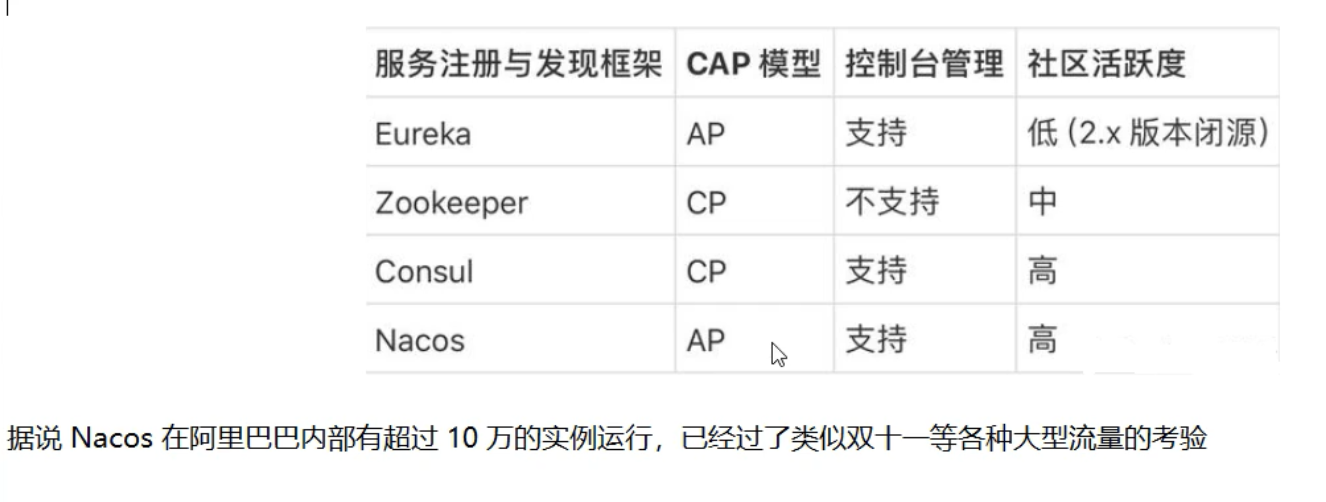 服务注册与发现框架 CAP 模型 控制台管理 社区活跃度
Eureka AP 支持 低 (2.x 版本闭源)
Zookeeper CP 不支持 中
Consul CP 支持 高
Nacos AP 支持 高
据说 Nacos 在阿里巴巴内部有超过 10 万的实例运行，已经过了类似双十一等各种大型流量的考验